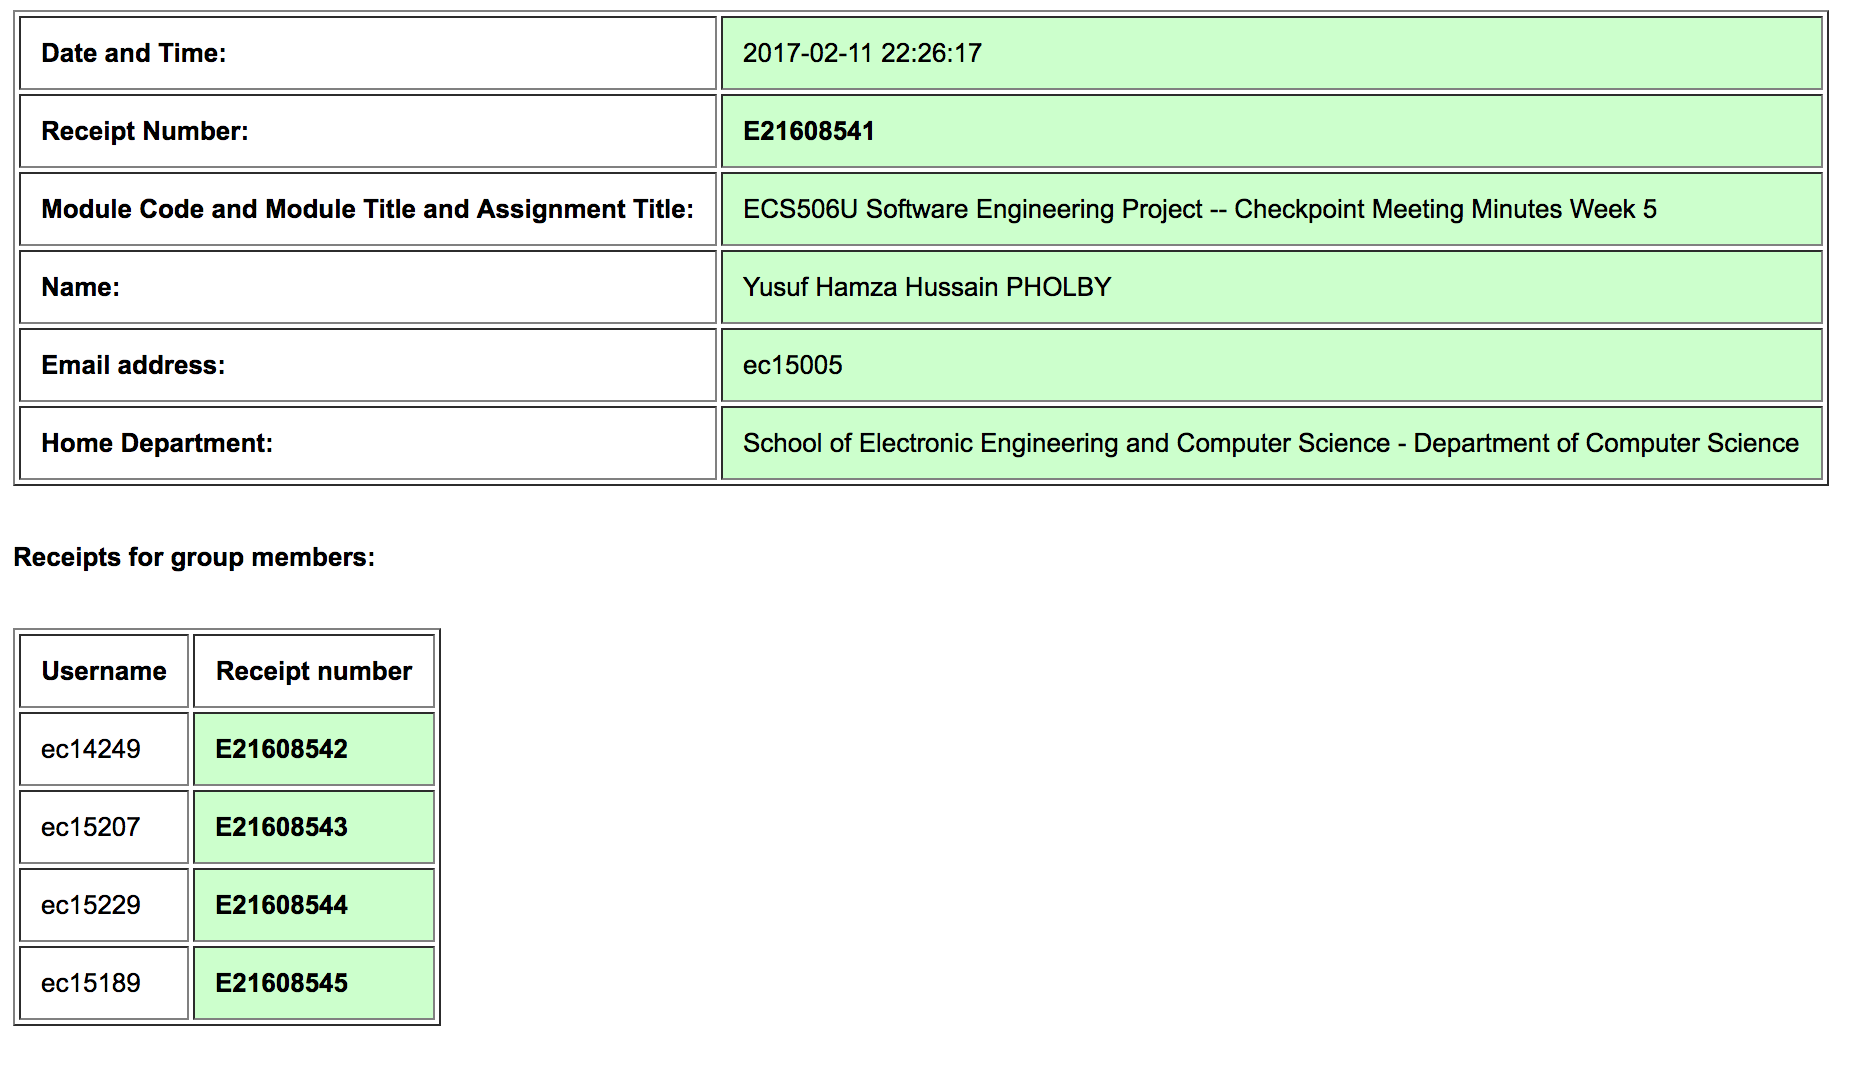 Date and Time: 2017-02-11 22:26:17
Receipt Number: E21608541
Module Code and Module Title and Assignment Title: ECS506U Software Engineering Project -- Checkpoint Meeting Minutes Week 5
Name: Yusuf Hamza Hussain PHOLBY
Email address: ec15005
Home Department: School of Electronic Engineering and Computer Science - Department of Computer Science
Receipts for group members:
Username Receipt number
ec14249 E21608542
ec15207 E21608543
ec15229 E21608544
ec15189 E21608545